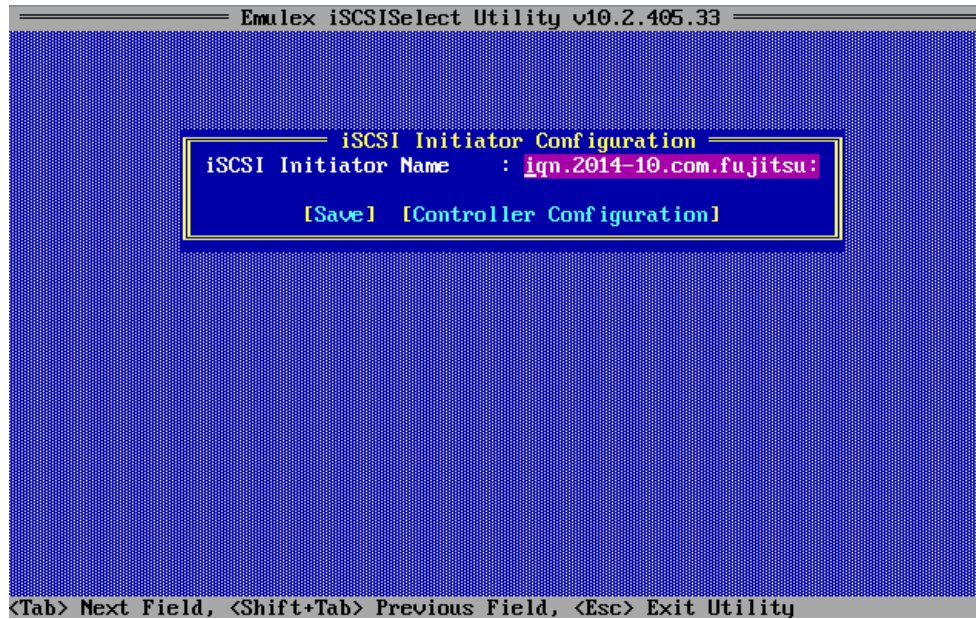 Emulex iSCSISelect Utility v10.2.405.33
iSCSI Initiator Configuration
iSCSI Initiator Name : iqn.2014-10.com.fujitsu:
[Save] [Controller Configuration]
<Tab> Next Field, <Shift+Tab> Previous Field, <Esc> Exit Utility